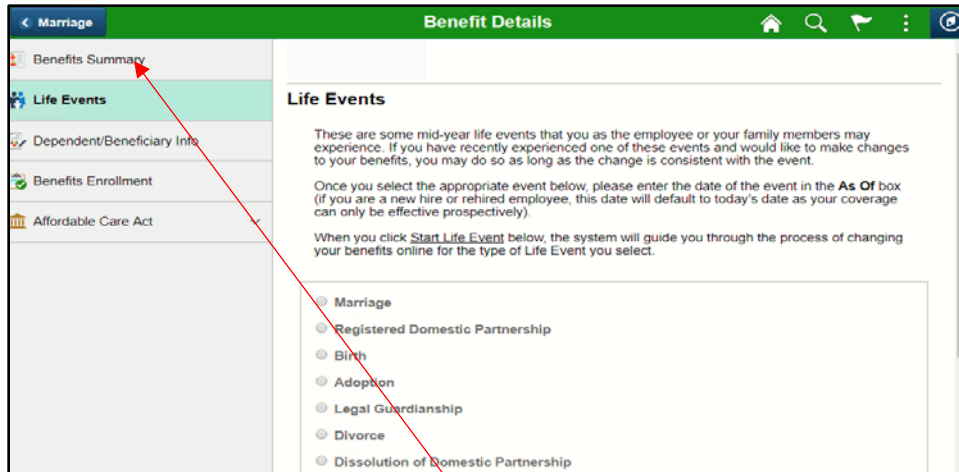 Marriage
Benefit Details
Benefits Summary
Life Events
Dependent/Beneficiary Info
Benefits Enrollment
Affordable Care Act
Life Events
These are some mid-year life events that you as the employee or your family members may
experience. If you have recently experienced one of these events and would like to make changes
to your benefits, you may do so as long as the change is consistent with the event.
Once you select the appropriate event below, please enter the date of the event in the As Of box
(if you are a new hire or rehired employee, this date will default to today's date as your coverage
can only be effective prospectively).
When you click Start Life Event below, the system will guide you through the process of changing
your benefits online for the type of Life Event you select.
Marriage
Registered Domestic Partnership
Birth
Adoption
Legal Guardianship
Divorce
Dissolution of Domestic Partnership